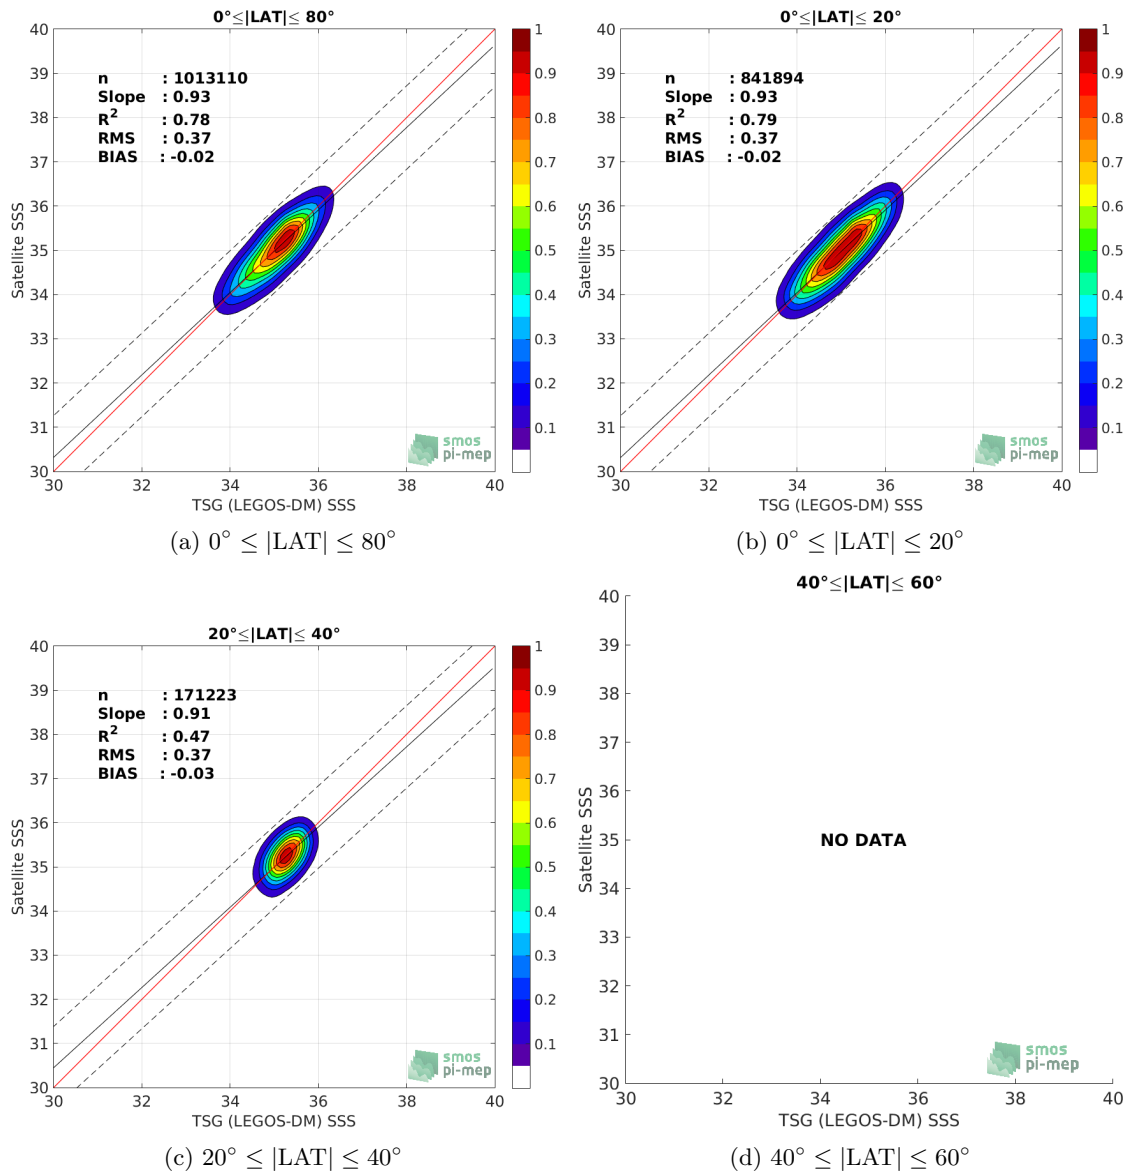 0°≤|LAT|≤ 80°
40
39
38
37
36
35
34
33
32
31
30
Satellite SSS
n : 1013110
Slope : 0.93
R2 : 0.78
RMS : 0.37
BIAS : -0.02
smos
pi-mep
30 32 34 36 38 40
TSG (LEGOS-DM) SSS
1
0.9
0.8
0.7
0.6
0.5
0.4
0.3
0.2
0.1
(a) 0° ≤ |LAT| ≤ 80°
0°≤|LAT|≤ 20°
40
39
38
37
36
35
34
33
32
31
30
Satellite SSS
n : 841894
Slope : 0.93
R2 : 0.79
RMS : 0.37
BIAS : -0.02
smos
pi-mep
30 32 34 36 38 40
TSG (LEGOS-DM) SSS
1
0.9
0.8
0.7
0.6
0.5
0.4
0.3
0.2
0.1
(b) 0° ≤ |LAT| ≤ 20°
20°≤|LAT|≤ 40°
40
39
38
37
36
35
34
33
32
31
30
Satellite SSS
n : 171223
Slope : 0.91
R2 : 0.47
RMS : 0.37
BIAS : -0.03
smos
pi-mep
30 32 34 36 38 40
TSG (LEGOS-DM) SSS
1
0.9
0.8
0.7
0.6
0.5
0.4
0.3
0.2
0.1
(c) 20° ≤ |LAT| ≤ 40°
40°≤|LAT|≤ 60°
40
39
38
37
36
35
34
33
32
31
30
Satellite SSS
NO DATA
smos
pi-mep
30 32 34 36 38 40
TSG (LEGOS-DM) SSS
(d) 40° ≤ |LAT| ≤ 60°